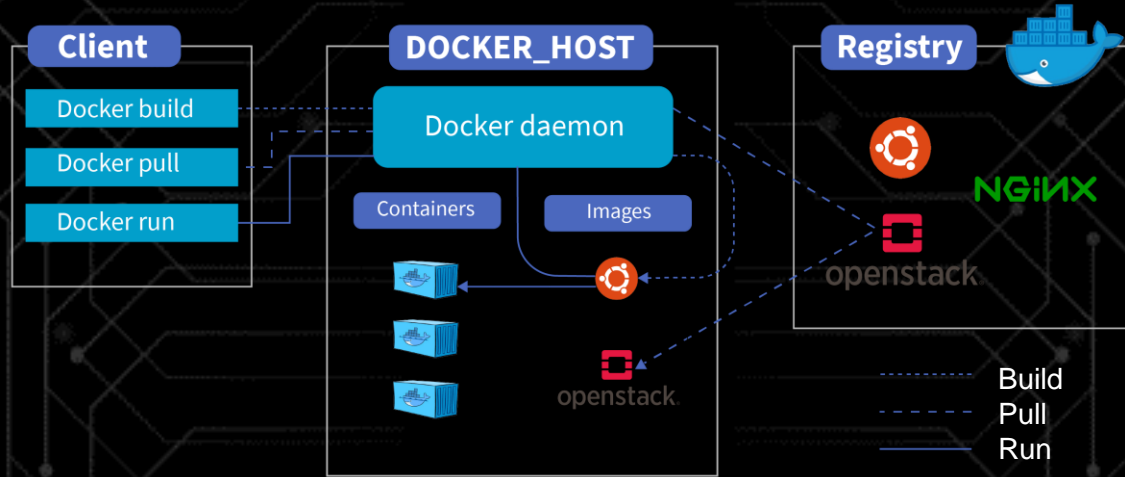 Client
DOCKER_HOST
Registry
Docker build
Docker pull
Docker run
Docker daemon
Containers
Images
NGiNX
openstack
openstack
Build
Pull
Run